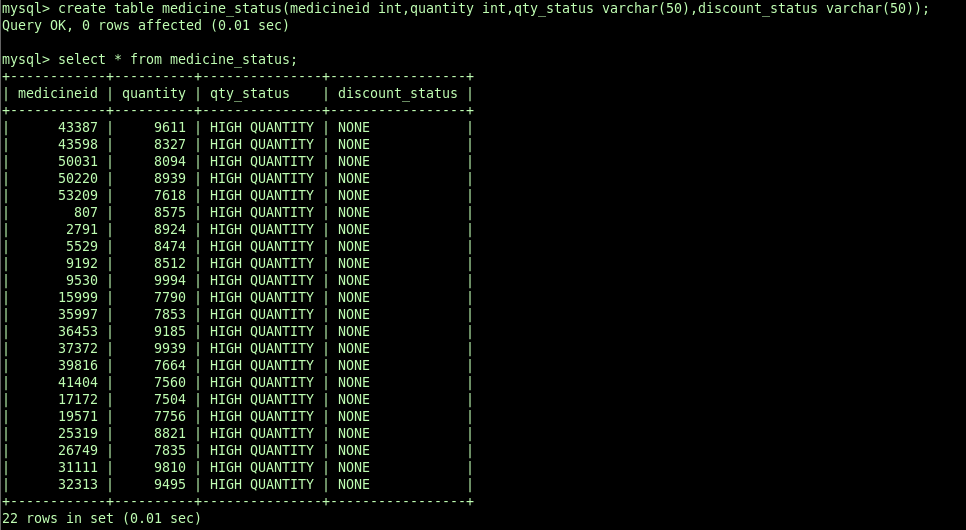 mysql> create table medicine_status(medicineid int,quantity int,qty_status varchar(50),discount_status varchar(50));
Query OK, 0 rows affected (0.01 sec)

mysql> select * from medicine_status;
+------------+----------+---------------+-----------------+
| medicineid | quantity | qty_status    | discount_status |
+------------+----------+---------------+-----------------+
|      43387 |     9611 | HIGH QUANTITY | NONE            |
|      43598 |     8327 | HIGH QUANTITY | NONE            |
|      50031 |     8094 | HIGH QUANTITY | NONE            |
|      50220 |     8939 | HIGH QUANTITY | NONE            |
|      53209 |     7618 | HIGH QUANTITY | NONE            |
|        807 |     8575 | HIGH QUANTITY | NONE            |
|       2791 |     8924 | HIGH QUANTITY | NONE            |
|       5529 |     8474 | HIGH QUANTITY | NONE            |
|       9192 |     8512 | HIGH QUANTITY | NONE            |
|       9530 |     9994 | HIGH QUANTITY | NONE            |
|      15999 |     7790 | HIGH QUANTITY | NONE            |
|      35997 |     7853 | HIGH QUANTITY | NONE            |
|      36453 |     9185 | HIGH QUANTITY | NONE            |
|      37372 |     9939 | HIGH QUANTITY | NONE            |
|      39816 |     7664 | HIGH QUANTITY | NONE            |
|      41404 |     7560 | HIGH QUANTITY | NONE            |
|      17172 |     7504 | HIGH QUANTITY | NONE            |
|      19571 |     7756 | HIGH QUANTITY | NONE            |
|      25319 |     8821 | HIGH QUANTITY | NONE            |
|      26749 |     7835 | HIGH QUANTITY | NONE            |
|      31111 |     9810 | HIGH QUANTITY | NONE            |
|      32313 |     9495 | HIGH QUANTITY | NONE            |
+------------+----------+---------------+-----------------+
22 rows in set (0.01 sec)